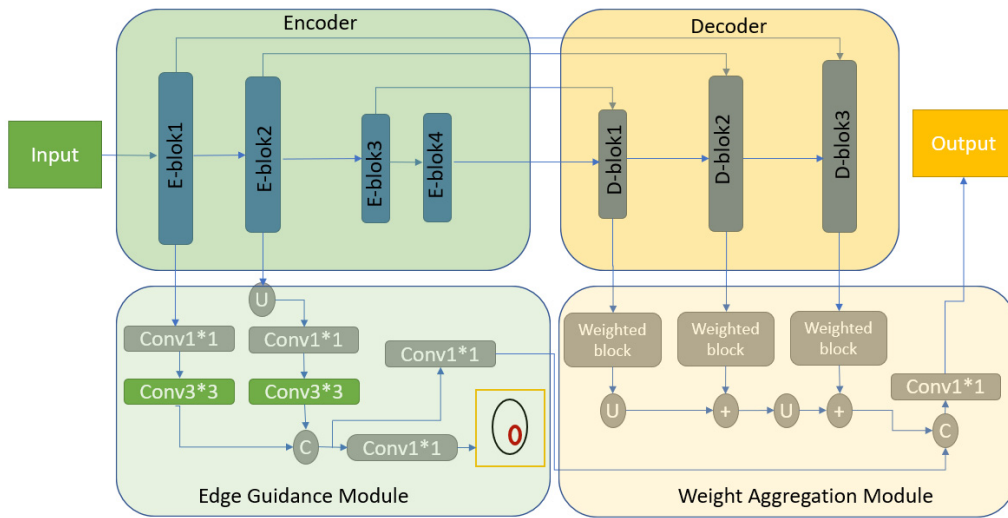 Encoder
Decoder
Input
E-blok1
E-blok2
E-blok3
E-blok4
D-blok1
D-blok2
D-blok3
Output
U
Conv1*1
Conv1*1
Conv3*3
Conv3*3
C
Conv1*1
Conv1*1
Edge Guidance Module
Weighted
block
Weighted
block
Weighted
block
U
+
U
+
Conv1*1
C
Weight Aggregation Module